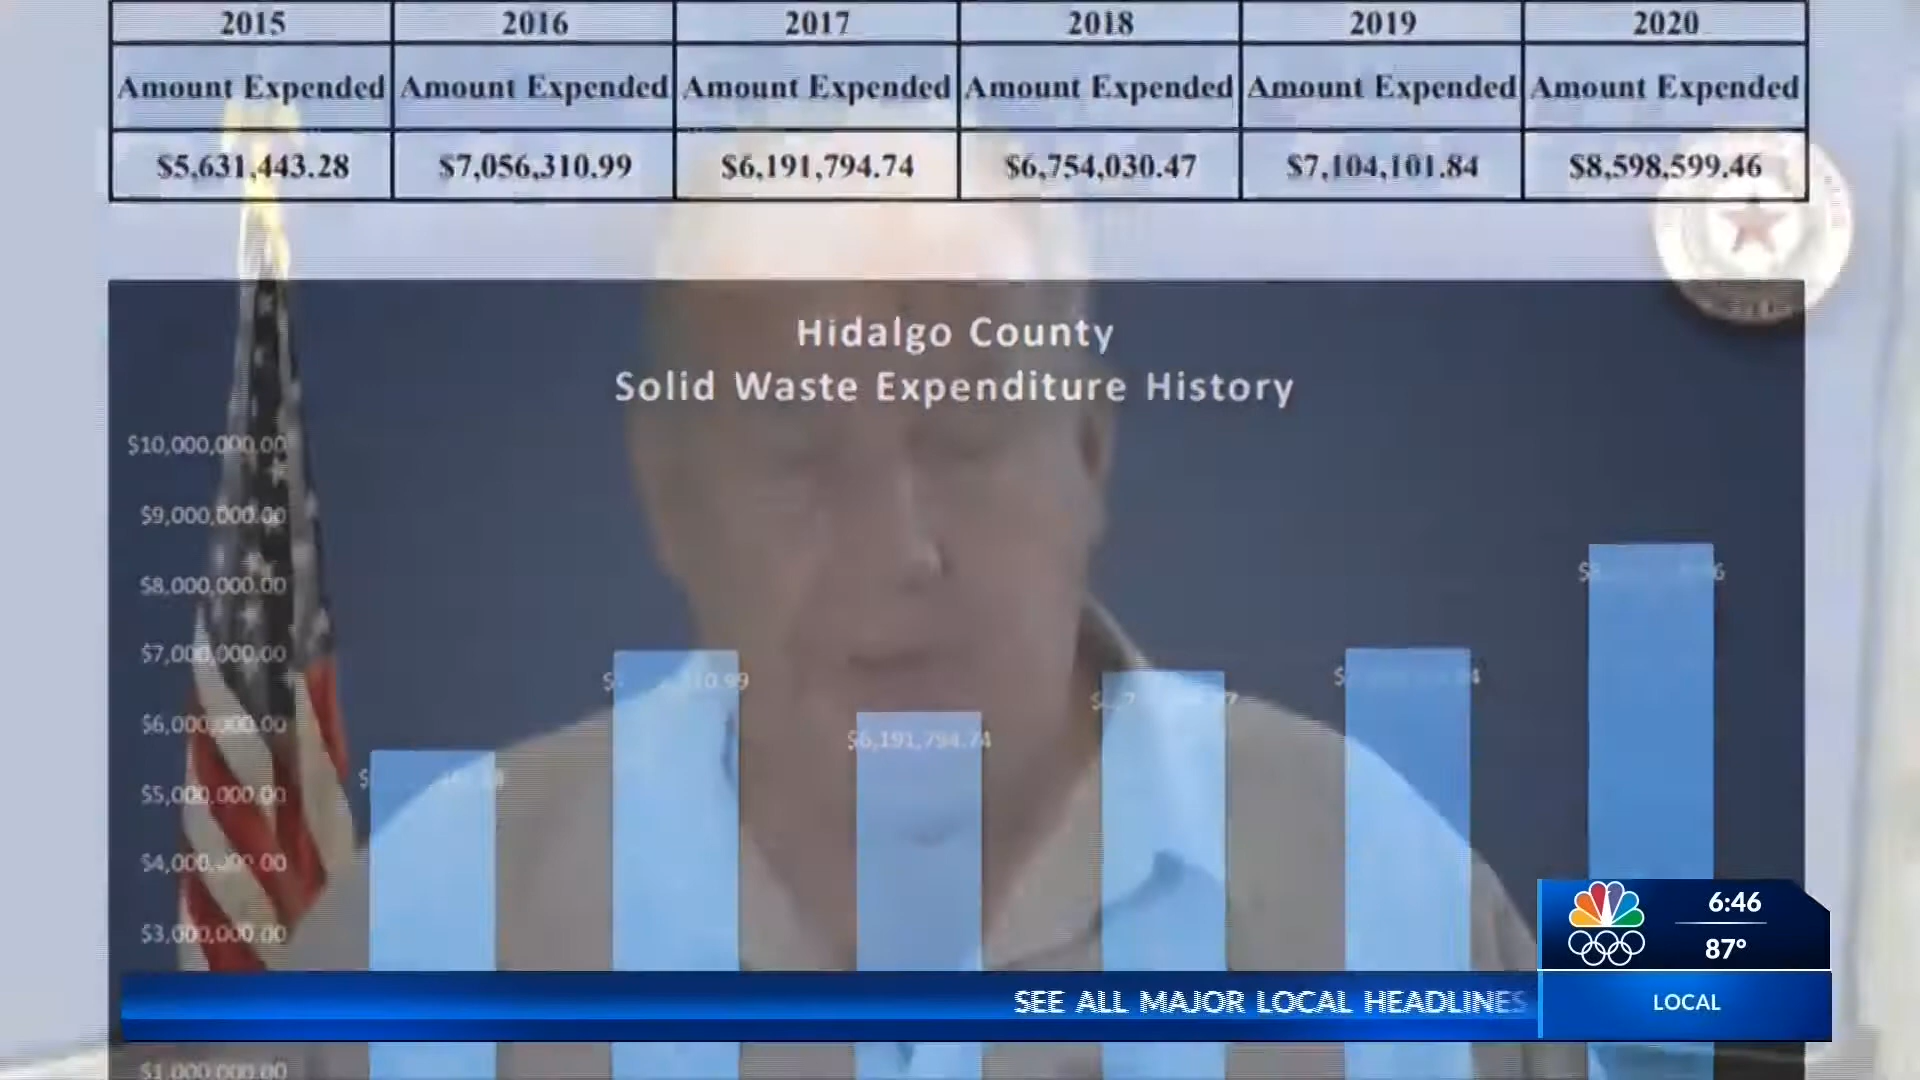 2015 2016 2017 2018 2019 2020
Amount Expended Amount Expended Amount Expended Amount Expended Amount Expended Amount Expended
$5,631,443.28 $7,056,310.99 $6,191,794.74 $6,754,030.47 $7,104,101.84 $8,598,599.46
Hidalgo County
Solid Waste Expenditure History
$10,000,000.00
$9,000,000.00
$8,000,000.00
$7,000,000.00
$6,000,000.00
$5,000,000.00
$4,000,000.00
$3,000,000.00
$1,000,000.00
$6,191,794.74
6:46
87°
SEE ALL MAJOR LOCAL HEADLINES
LOCAL